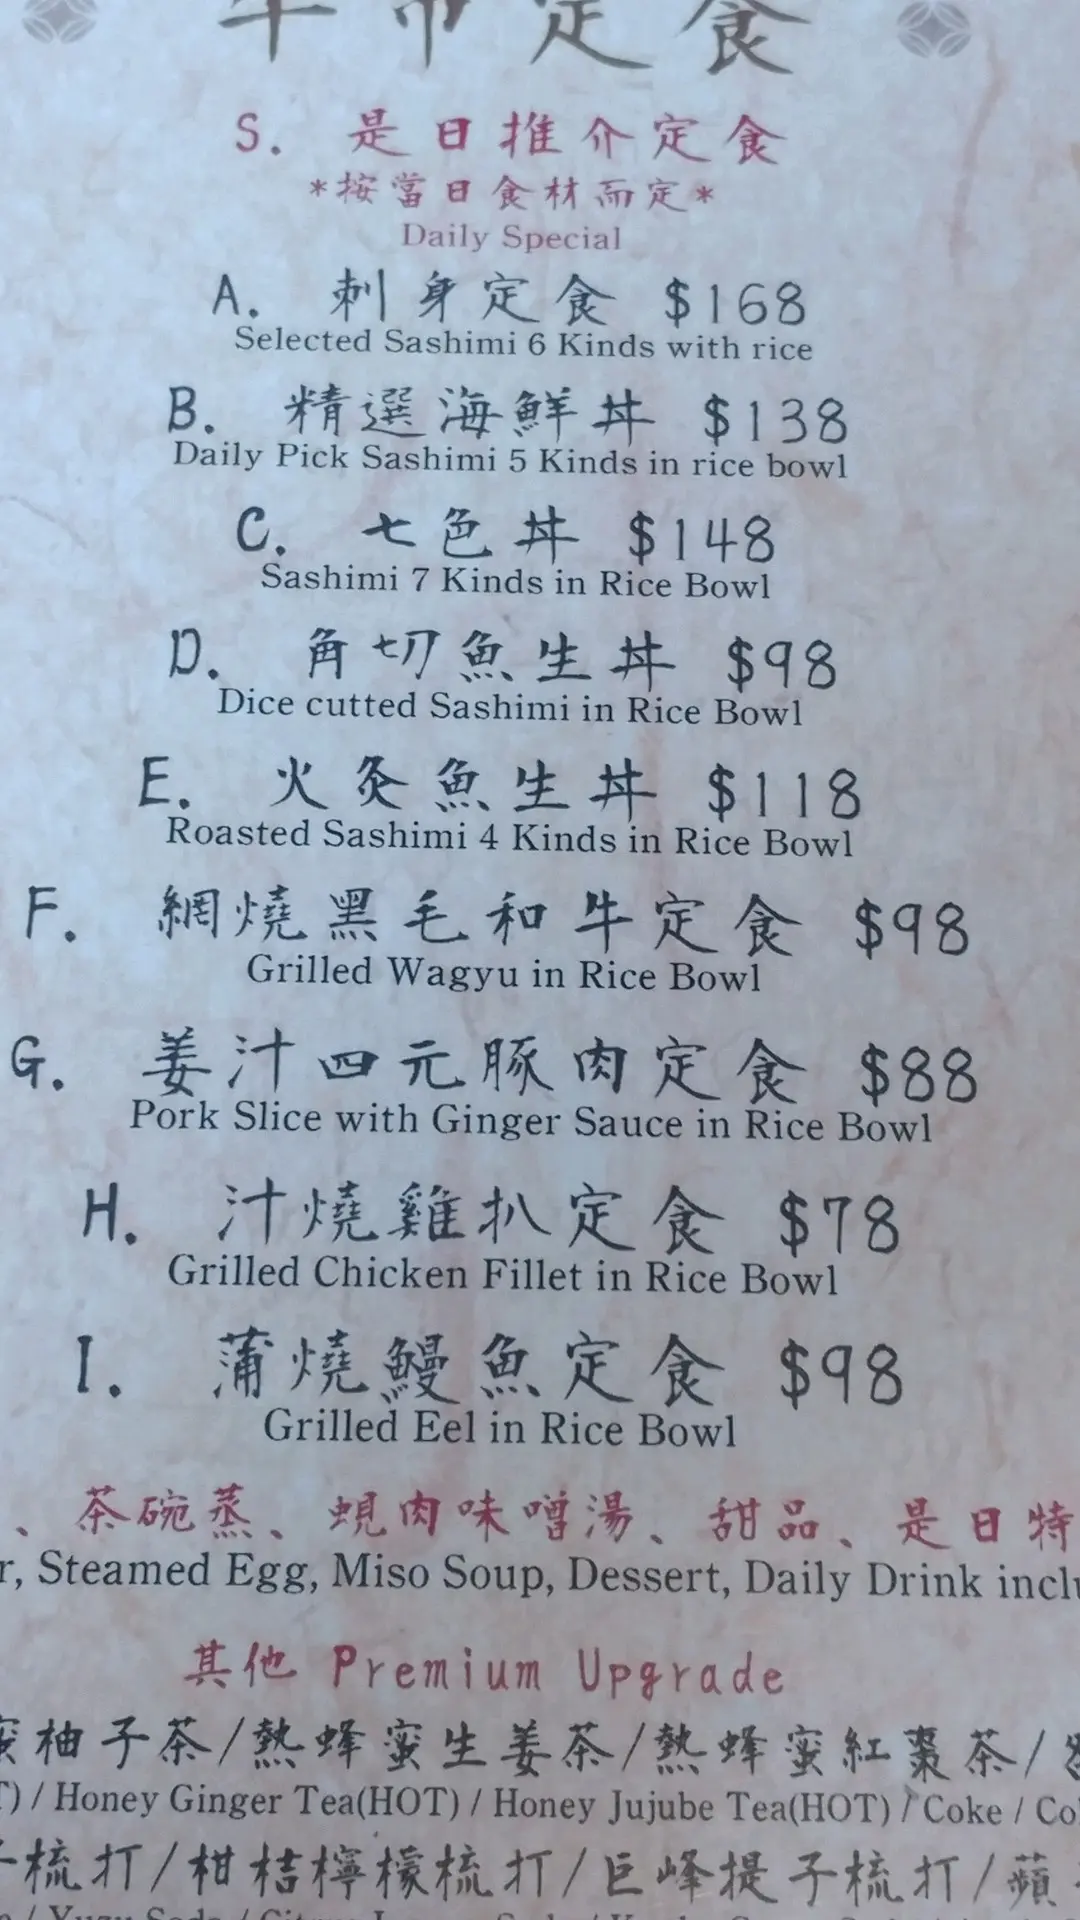 午市定食
S. 是日推介定食
*按當日食材而定*
Daily Special
A. 刺身定食 $168
Selected Sashimi 6 Kinds with rice
B. 精選海鮮丼 $138
Daily Pick Sashimi 5 Kinds in rice bowl
C. 七色丼 $148
Sashimi 7 Kinds in Rice Bowl
D. 角切魚生丼 $98
Dice cutted Sashimi in Rice Bowl
E. 火灸魚生丼 $118
Roasted Sashimi 4 Kinds in Rice Bowl
F. 網燒黑毛和牛定食 $98
Grilled Wagyu in Rice Bowl
G. 姜汁四元豚肉定食 $88
Pork Slice with Ginger Sauce in Rice Bowl
H. 汁燒雞扒定食 $78
Grilled Chicken Fillet in Rice Bowl
I. 蒲燒鰻魚定食 $98
Grilled Eel in Rice Bowl
、茶碗蒸、蜆肉味噌湯、甜品、是日特
r, Steamed Egg, Miso Soup, Dessert, Daily Drink inclu
其他 Premium Upgrade
蜜柚子茶/熱蜂蜜生姜茶/熱蜂蜜紅棗茶/
T) / Honey Ginger Tea(HOT) / Honey Jujube Tea(HOT) / Coke / Co
梳打/柑桔檸檬梳打/巨峰提子梳打/蘋